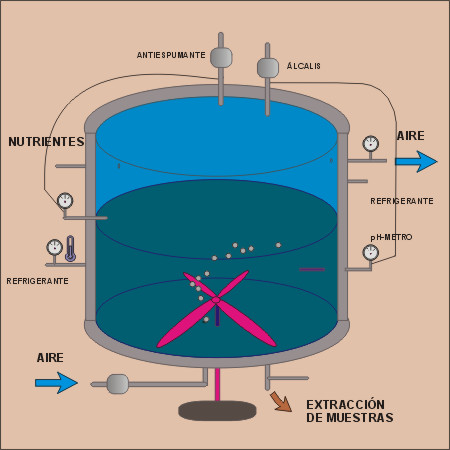 ANTIESPUMANTE
ÁLCALIS
NUTRIENTES
AIRE
REFRIGERANTE
pH-METRO
REFRIGERANTE
AIRE
EXTRACCIÓN
DE MUESTRAS